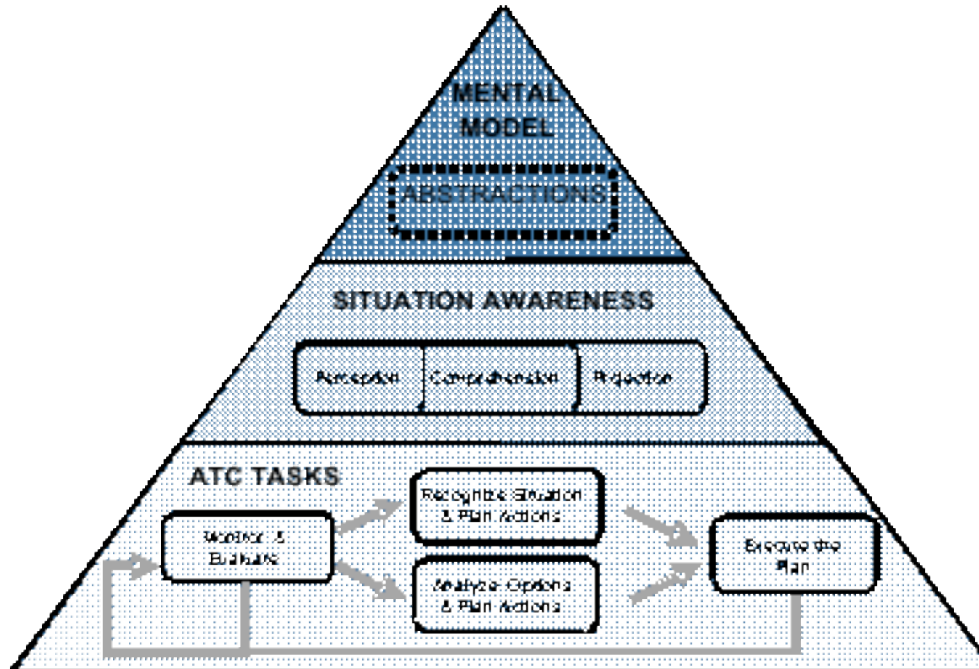 MENTAL
MODEL
ABSTRACTIONS
SITUATION AWARENESS
Perception Comprehension Projection
ATC TASKS
Monitor &
Evaluate
Recognize Situation
& Plan Actions
Analyze Options
& Plan Actions
Execute the
Plan